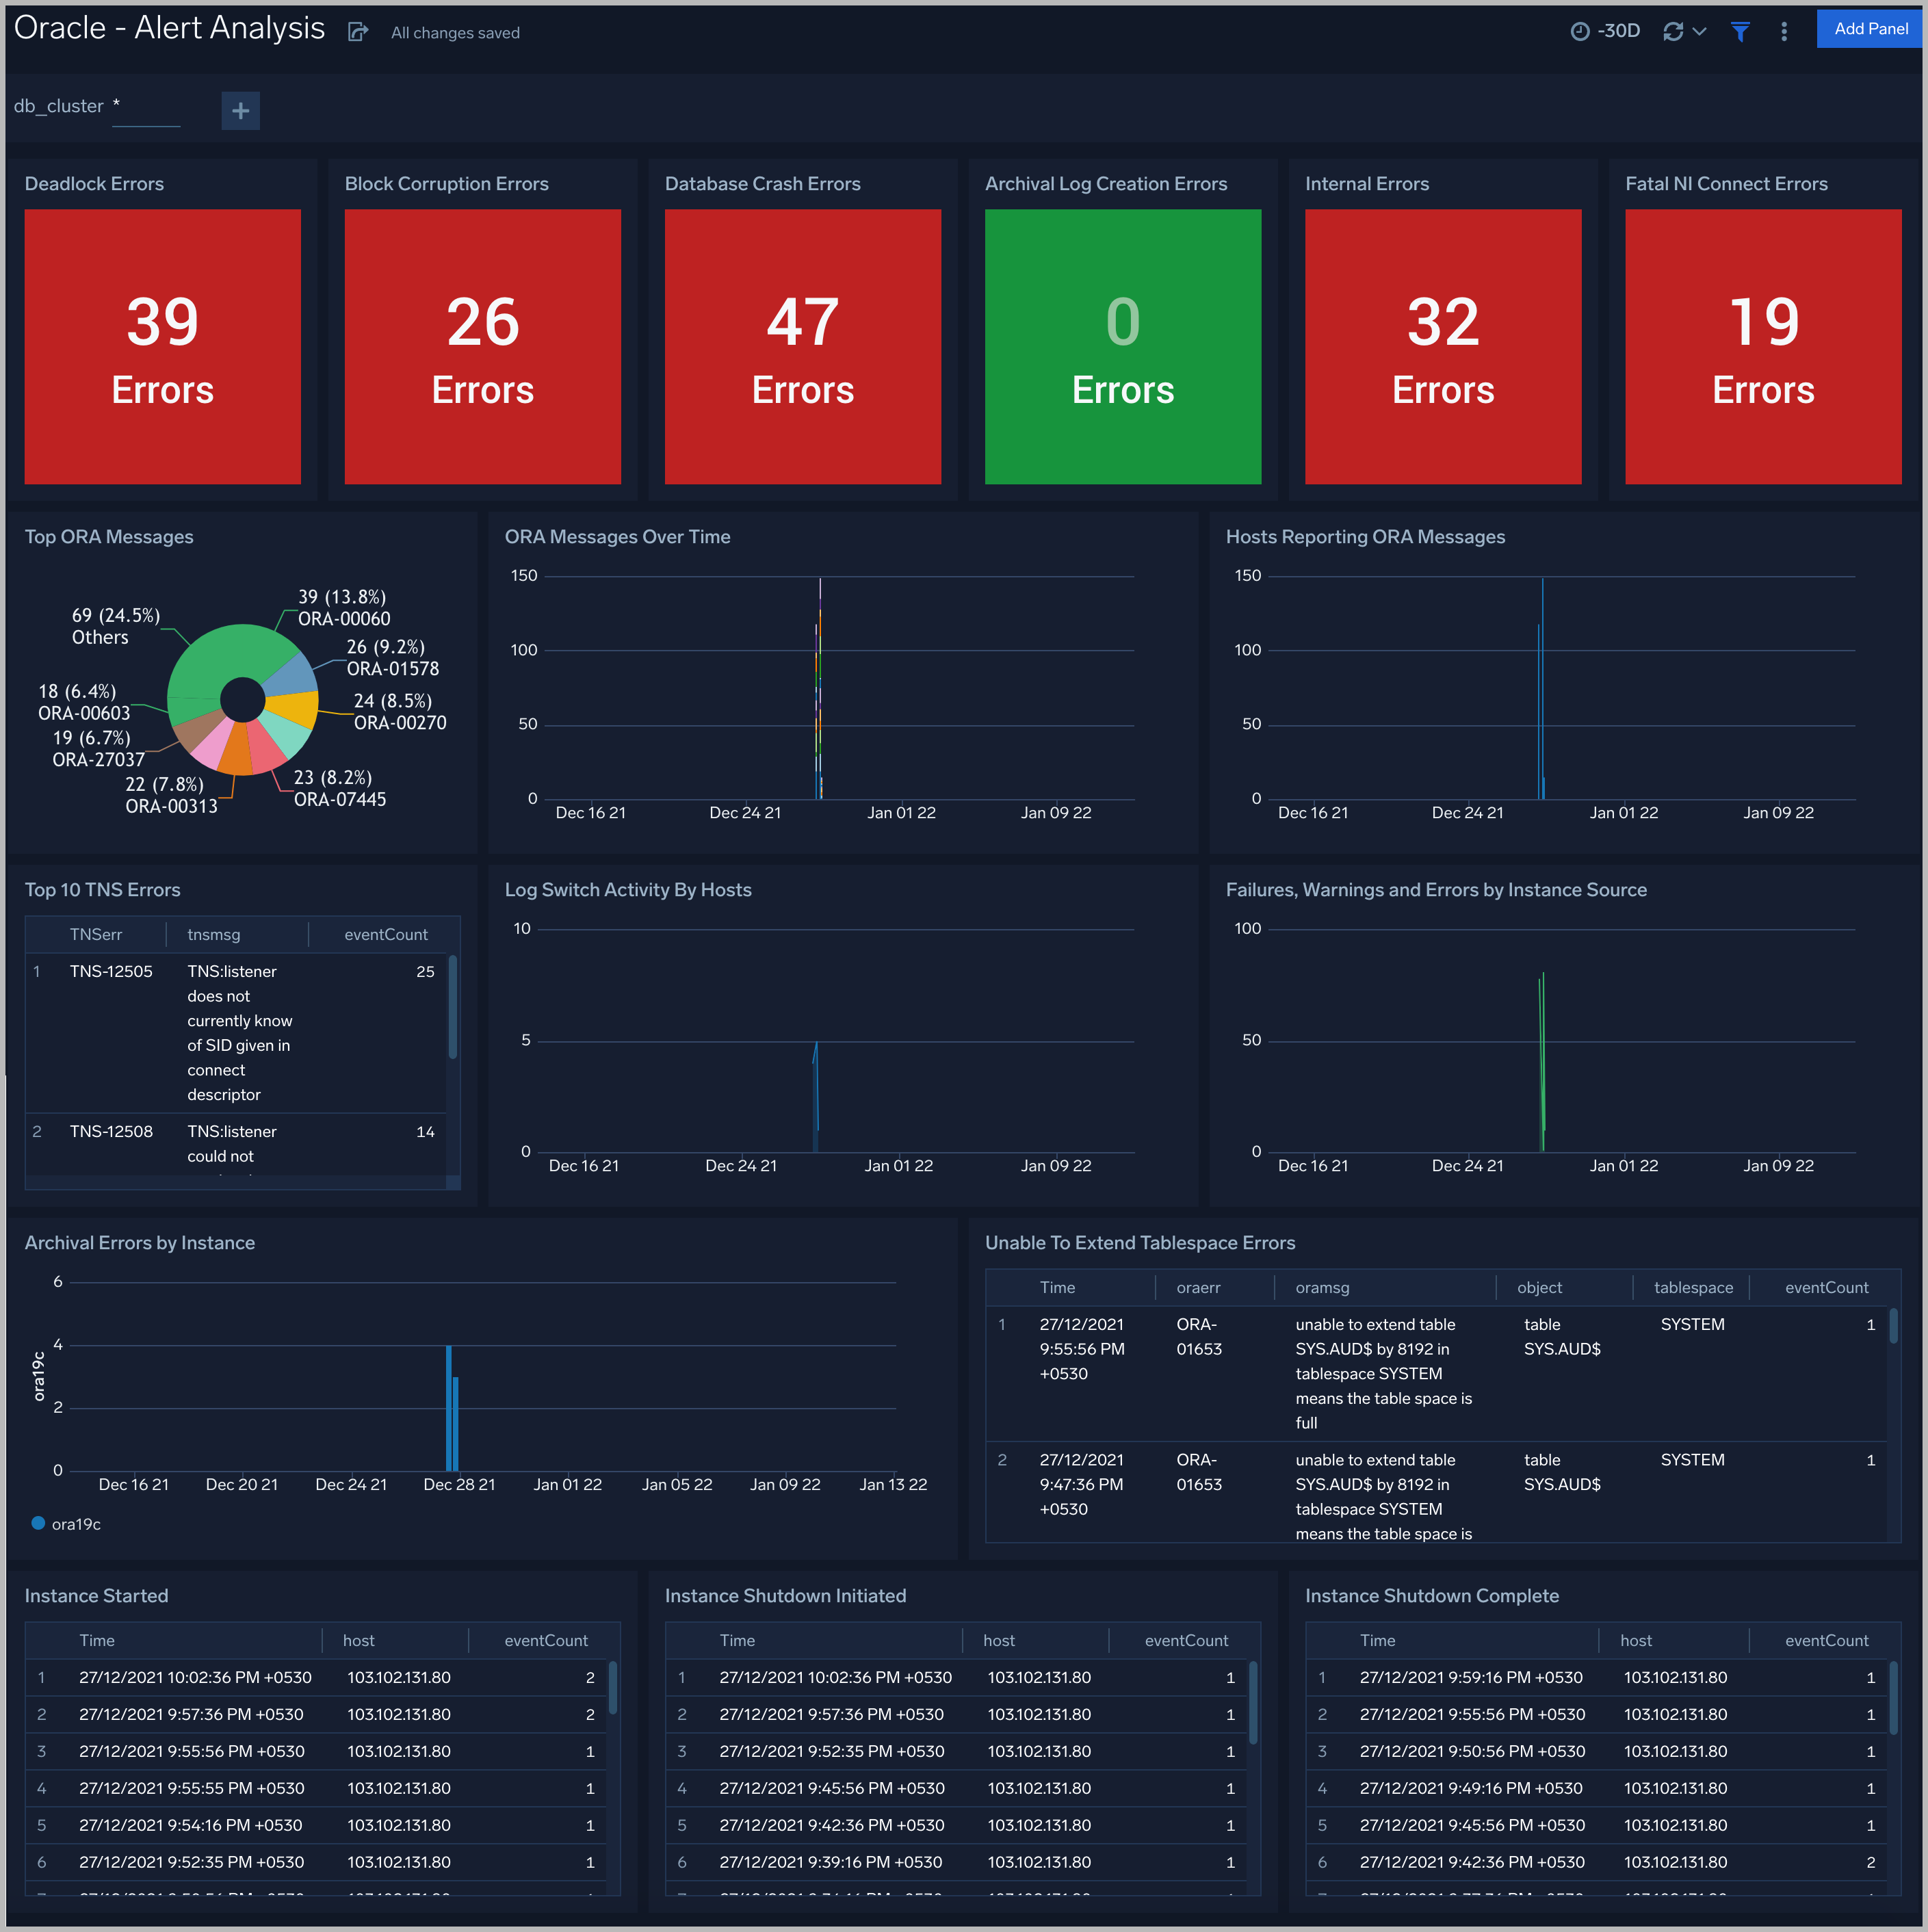 Oracle - Alert Analysis
All changes saved
-30D
Add Panel
db_cluster *
Deadlock Errors
39
Errors
Block Corruption Errors
26
Errors
Database Crash Errors
47
Errors
Archival Log Creation Errors
0
Errors
Internal Errors
32
Errors
Fatal NI Connect Errors
19
Errors
Top ORA Messages
39 (13.8%)
ORA-00060
69 (24.5%)
Others
26 (9.2%)
ORA-01578
18 (6.4%)
ORA-00603
24 (8.5%)
ORA-00270
19 (6.7%)
ORA-27037
23 (8.2%)
ORA-07445
22 (7.8%)
ORA-00313
ORA Messages Over Time
150
100
50
0
Dec 16 21 Dec 24 21 Jan 01 22 Jan 09 22
Hosts Reporting ORA Messages
150
100
50
0
Dec 16 21 Dec 24 21 Jan 01 22 Jan 09 22
Top 10 TNS Errors
TNSerr tnsmsg eventCount
1 TNS-12505 TNS:listener 25
does not
currently know
of SID given in
connect
descriptor
2 TNS-12508 TNS:listener 14
could not
Log Switch Activity By Hosts
10
5
0
Dec 16 21 Dec 24 21 Jan 01 22 Jan 09 22
Failures, Warnings and Errors by Instance Source
100
50
0
Dec 16 21 Dec 24 21 Jan 01 22 Jan 09 22
Archival Errors by Instance
6
4
2
0
ora19c
Dec 16 21 Dec 20 21 Dec 24 21 Dec 28 21 Jan 01 22 Jan 05 22 Jan 09 22 Jan 13 22
ora19c
Unable To Extend Tablespace Errors
Time oraerr oramsg object tablespace eventCount
1 27/12/2021 ORA- unable to extend table table SYSTEM 1
9:55:56 PM 01653 SYS.AUD$ by 8192 in SYS.AUD$
+0530 tablespace SYSTEM
means the table space is
full
2 27/12/2021 ORA- unable to extend table table SYSTEM 1
9:47:36 PM 01653 SYS.AUD$ by 8192 in SYS.AUD$
+0530 tablespace SYSTEM
means the table space is
Instance Started
Time host eventCount
1 27/12/2021 10:02:36 PM +0530 103.102.131.80 2
2 27/12/2021 9:57:36 PM +0530 103.102.131.80 2
3 27/12/2021 9:55:56 PM +0530 103.102.131.80 1
4 27/12/2021 9:55:55 PM +0530 103.102.131.80 1
5 27/12/2021 9:54:16 PM +0530 103.102.131.80 1
6 27/12/2021 9:52:35 PM +0530 103.102.131.80 1
Instance Shutdown Initiated
Time host eventCount
1 27/12/2021 10:02:36 PM +0530 103.102.131.80 1
2 27/12/2021 9:57:36 PM +0530 103.102.131.80 1
3 27/12/2021 9:52:35 PM +0530 103.102.131.80 1
4 27/12/2021 9:45:56 PM +0530 103.102.131.80 1
5 27/12/2021 9:42:36 PM +0530 103.102.131.80 1
6 27/12/2021 9:39:16 PM +0530 103.102.131.80 1
Instance Shutdown Complete
Time host eventCount
1 27/12/2021 9:59:16 PM +0530 103.102.131.80 1
2 27/12/2021 9:55:56 PM +0530 103.102.131.80 1
3 27/12/2021 9:50:56 PM +0530 103.102.131.80 1
4 27/12/2021 9:49:16 PM +0530 103.102.131.80 1
5 27/12/2021 9:45:56 PM +0530 103.102.131.80 1
6 27/12/2021 9:42:36 PM +0530 103.102.131.80 2